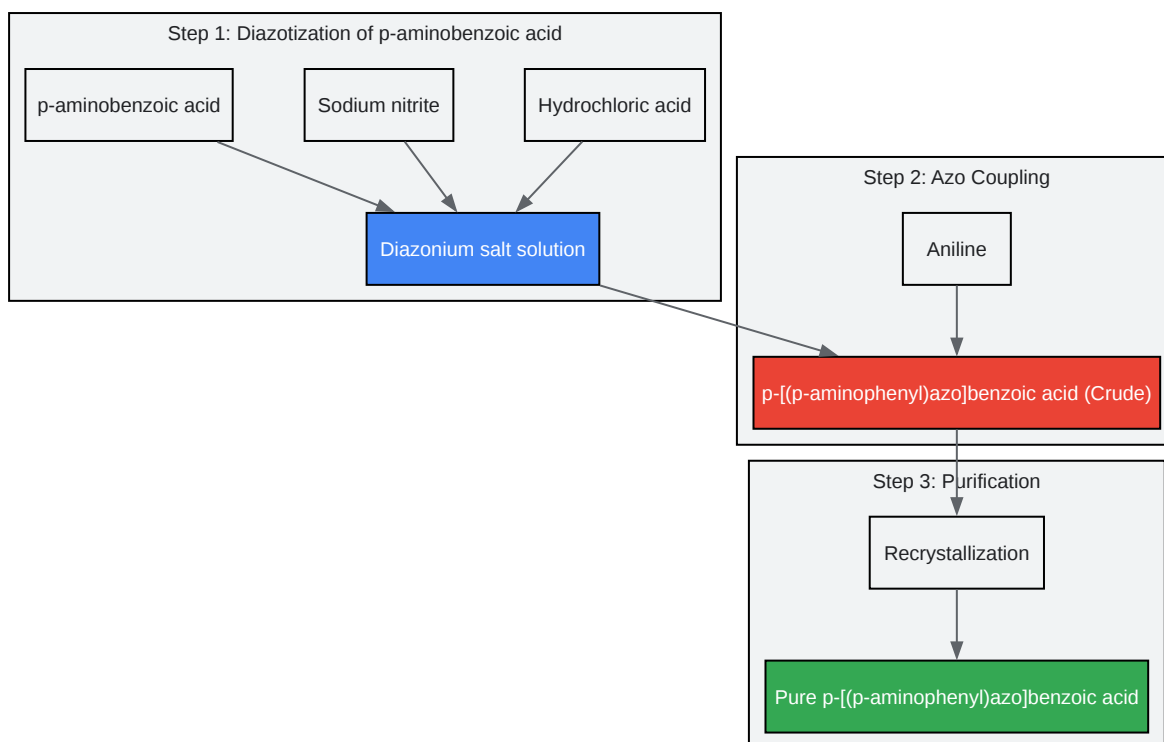 Step 1: Diazotization of p-aminobenzoic acid
p-aminobenzoic acid
Sodium nitrite
Hydrochloric acid
Diazonium salt solution
Step 2: Azo Coupling
Aniline
p-[(p-aminophenyl)azo]benzoic acid (Crude)
Step 3: Purification
Recrystallization
Pure p-[(p-aminophenyl)azo]benzoic acid